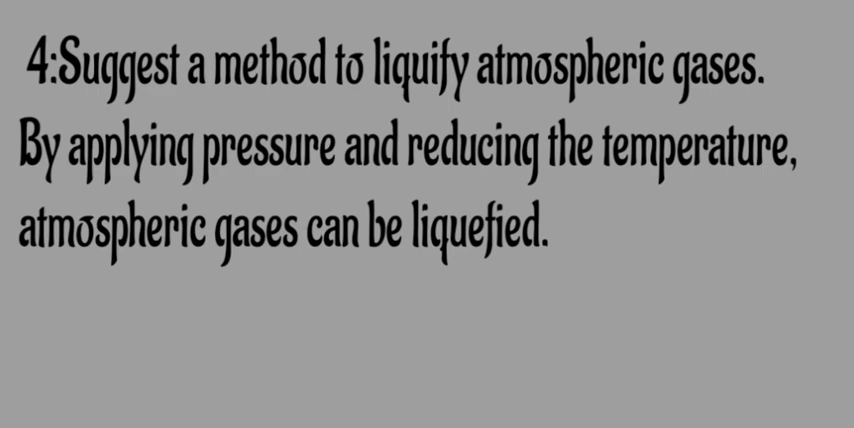 4:Suggest a method to liquify atmospheric gases.
By applying pressure and reducing the temperature,
atmospheric gases can be liquefied.